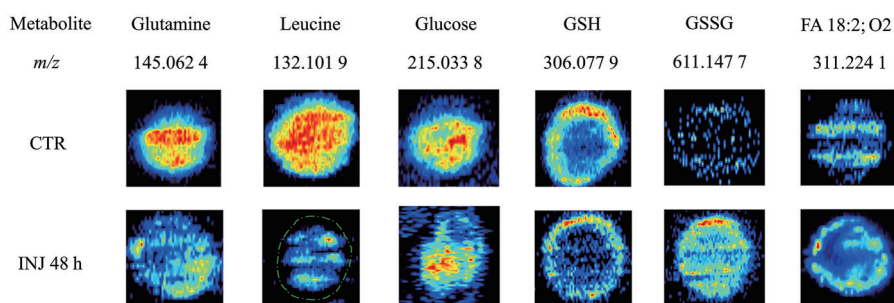 Metabolite Glutamine Leucine Glucose GSH GSSG FA 18:2; O2
m/z 145.062 4 132.101 9 215.033 8 306.077 9 611.147 7 311.224 1
CTR
INJ 48 h